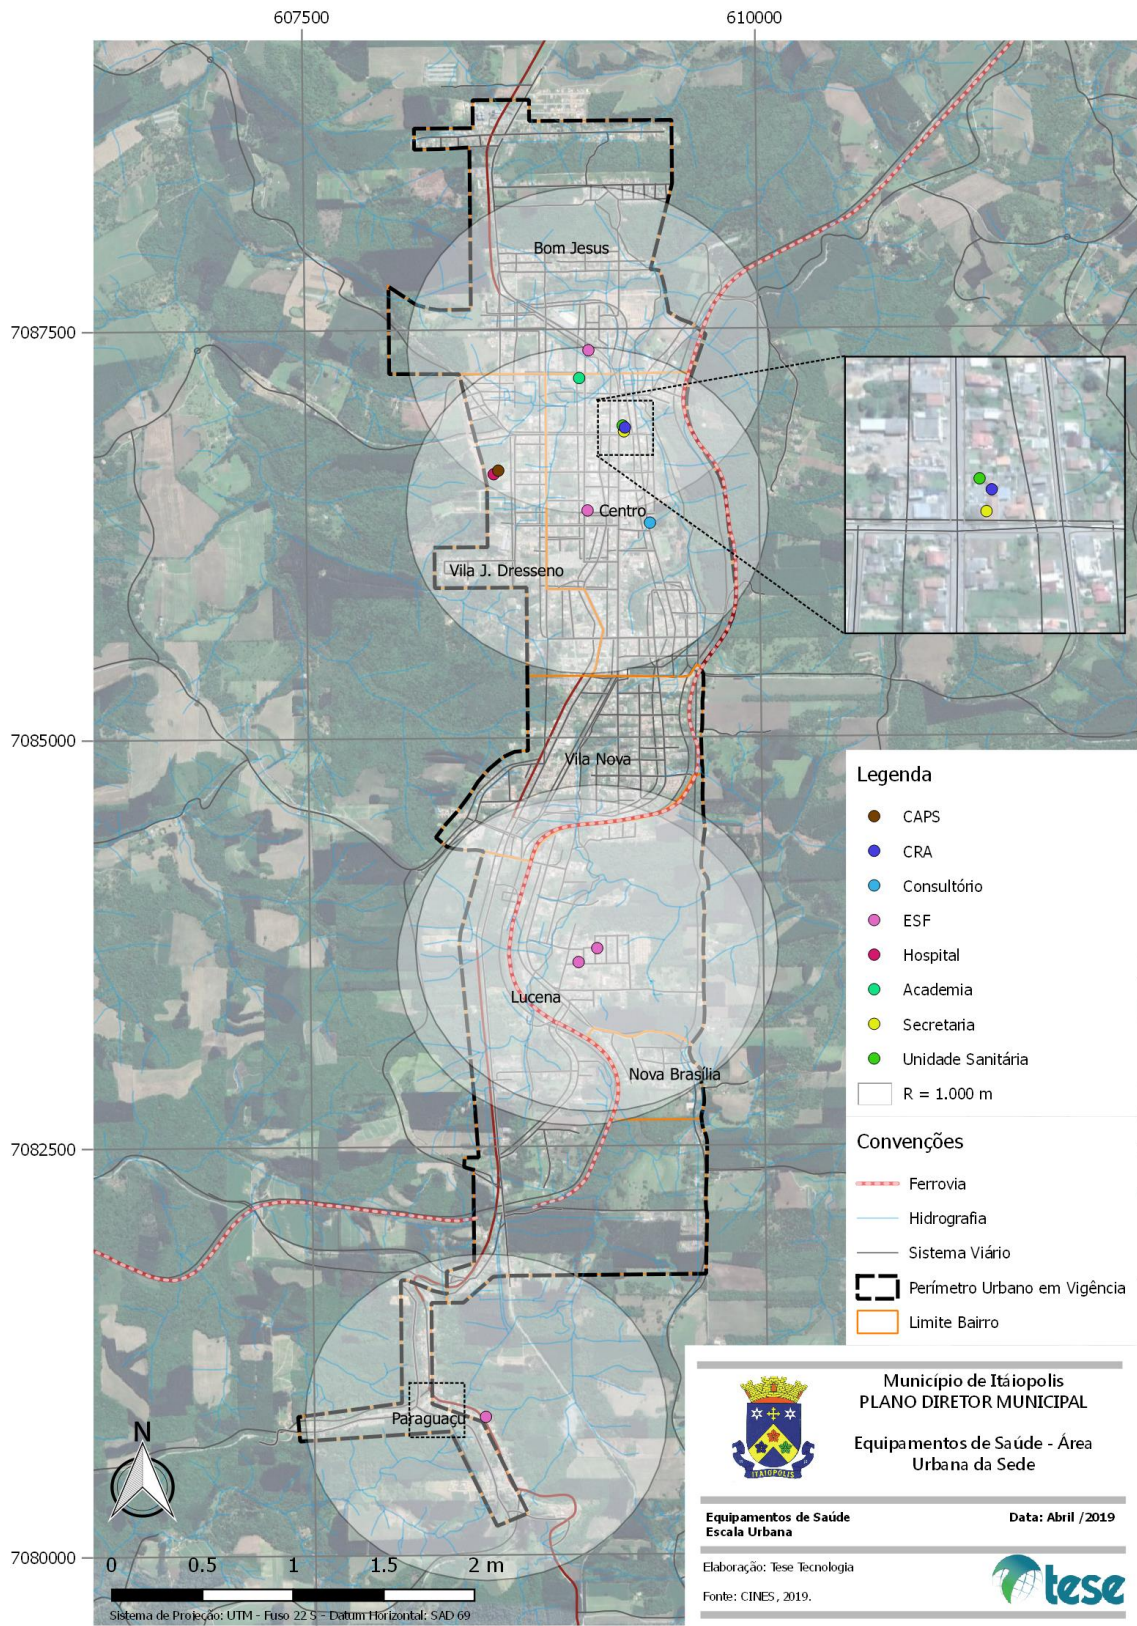 607500
610000
Bom Jesus
7087500
Centro
Vila J. Dresseno
7085000
Vila Nova
Lucena
Nova Brasília
7082500
Paraguaçu
7080000
N
0 0.5 1 1.5 2 m
Sistema de Projeção: UTM - Fuso 22 S - Datum Horizontal: SAD 69
Legenda
CAPS
CRA
Consultório
ESF
Hospital
Academia
Secretaria
Unidade Sanitária
R = 1.000 m
Convenções
Ferrovia
Hidrografia
Sistema Viário
Perímetro Urbano em Vigência
Limite Bairro
ITAIOPOLIS
Município de Itáiopolis
PLANO DIRETOR MUNICIPAL
Equipamentos de Saúde - Área
Urbana da Sede
Equipamentos de Saúde
Escala Urbana
Data: Abril /2019
Elaboração: Tese Tecnologia
Fonte: CINES, 2019.
tese